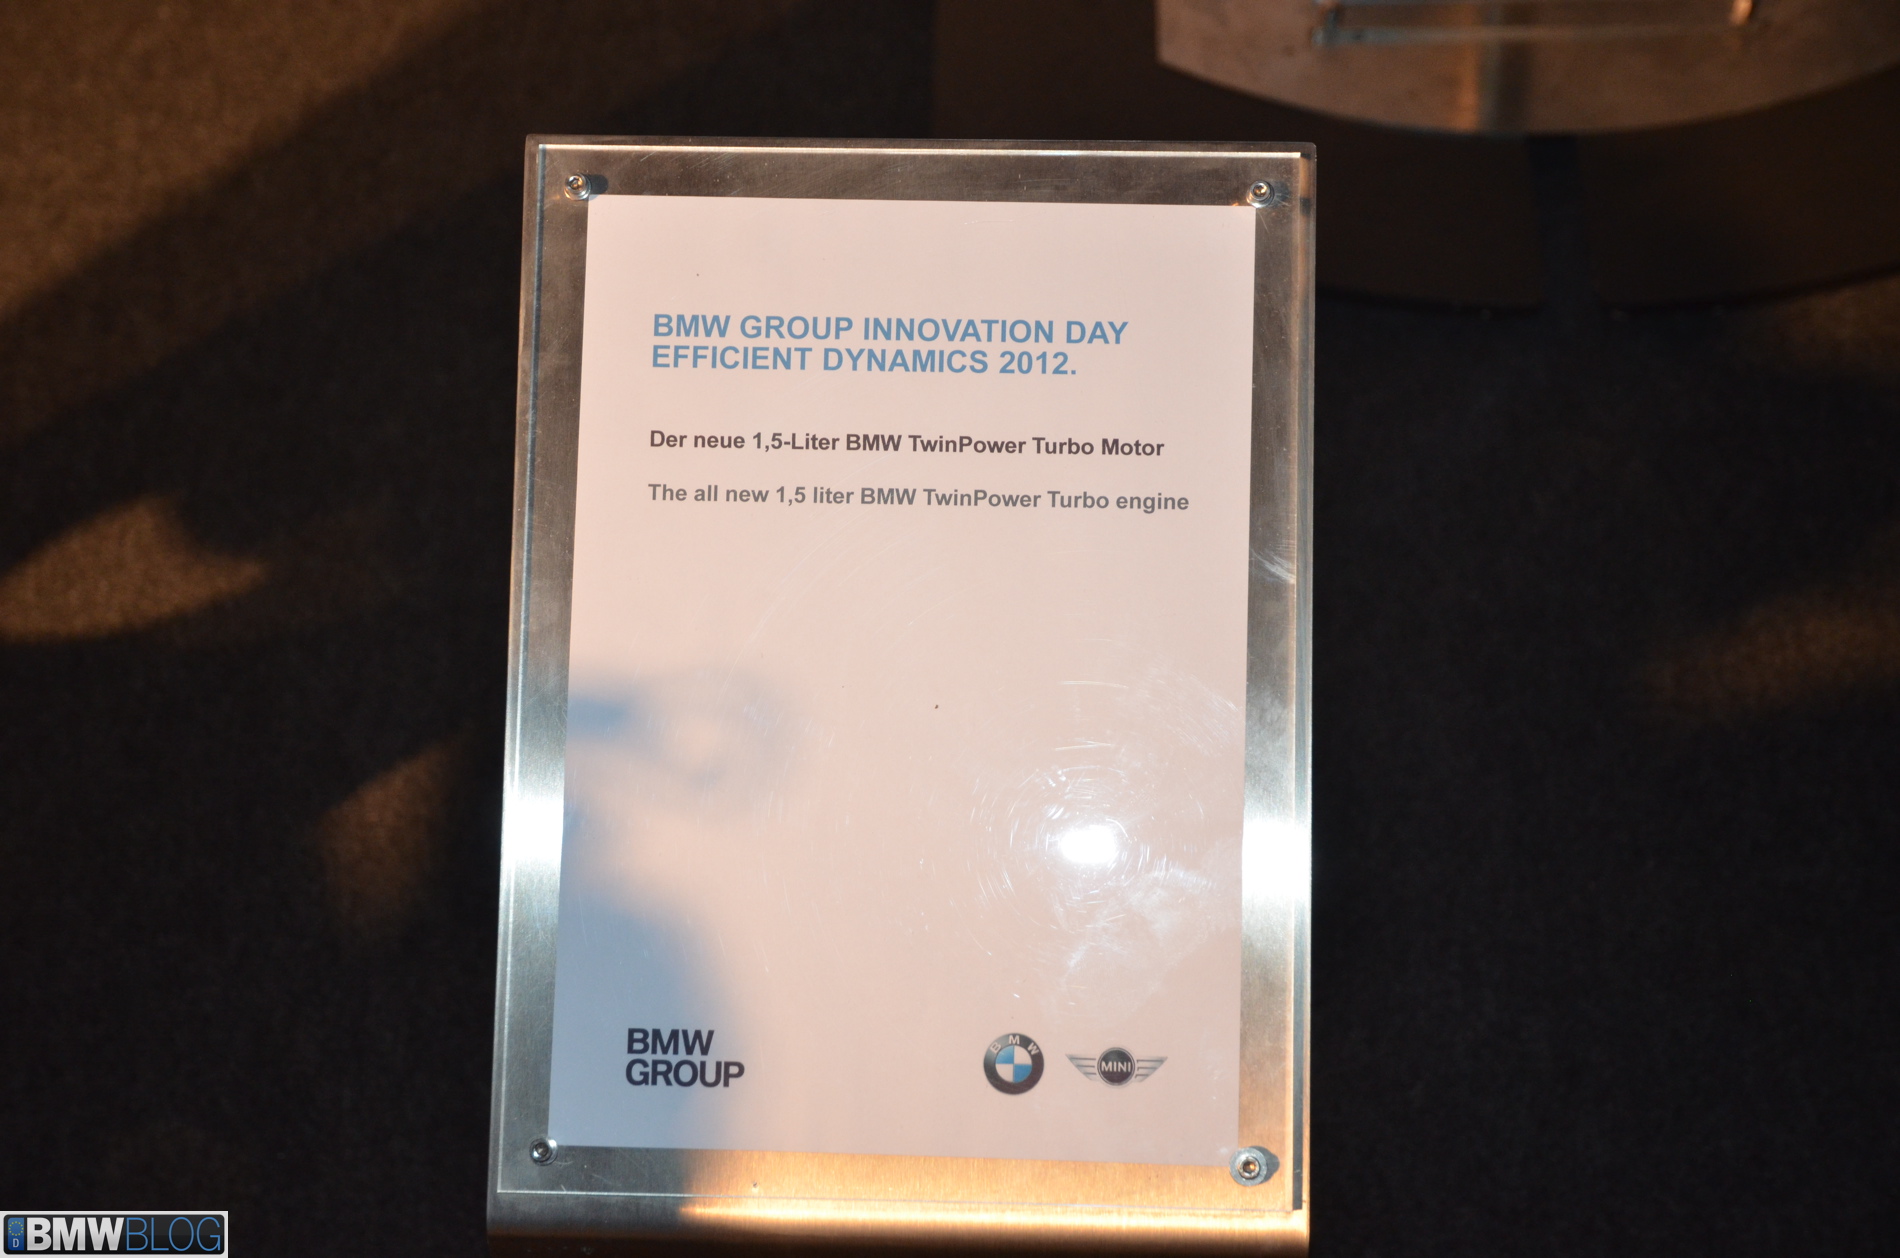 BMW GROUP INNOVATION DAY
EFFICIENT DYNAMICS 2012.
Der neue 1,5-Liter BMW TwinPower Turbo Motor
The all new 1,5 liter BMW TwinPower Turbo engine
BMW
GROUP
BMW
MINI
D
BMWBLOG